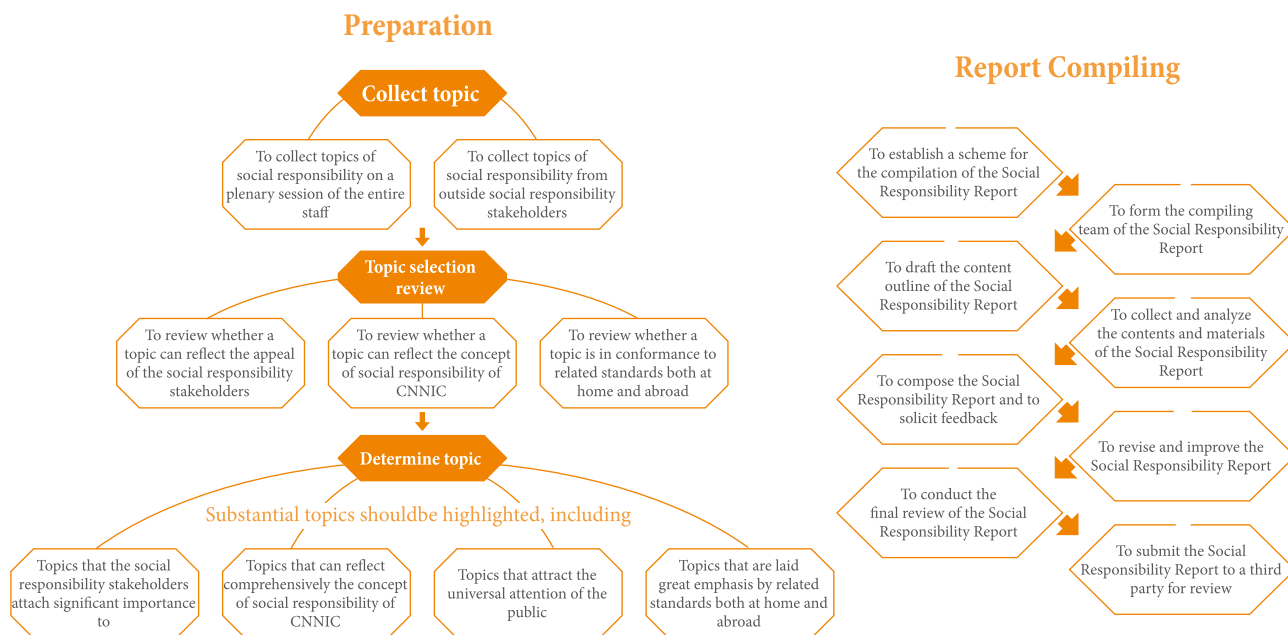 Preparation
Collect topic
To collect topics of
social responsibility on a
plenary session of the entire
staff
To collect topics of
social responsibility from
outside social responsibility
stakeholders
Topic selection
review
To review whether a
topic can reflect the appeal
of the social responsibility
stakeholders
To review whether a
topic can reflect the concept
of social responsibility of
CNNIC
To review whether a
topic is in conformance to
related standards both at
home and abroad
Determine topic
Substantial topics shouldbe highlighted, including
Topics that the social
responsibility stakeholders
attach significant importance
to
Topics that can reflect
comprehensively the concept
of social responsibility of
CNNIC
Topics that attract the
universal attention of the
public
Topics that are laid
great emphasis by related
standards both at home and
abroad
Report Compiling
To establish a scheme for
the compilation of the Social
Responsibility Report
To form the compiling
team of the Social Responsibility
Report
To draft the content
outline of the Social
Responsibility Report
To collect and analyze
the contents and materials
of the Social Responsibility
Report
To compose the Social
Responsibility Report and to
solicit feedback
To revise and improve the
Social Responsibility Report
To conduct the
final review of the Social
Responsibility Report
To submit the Social
Responsibility Report to a third
party for review